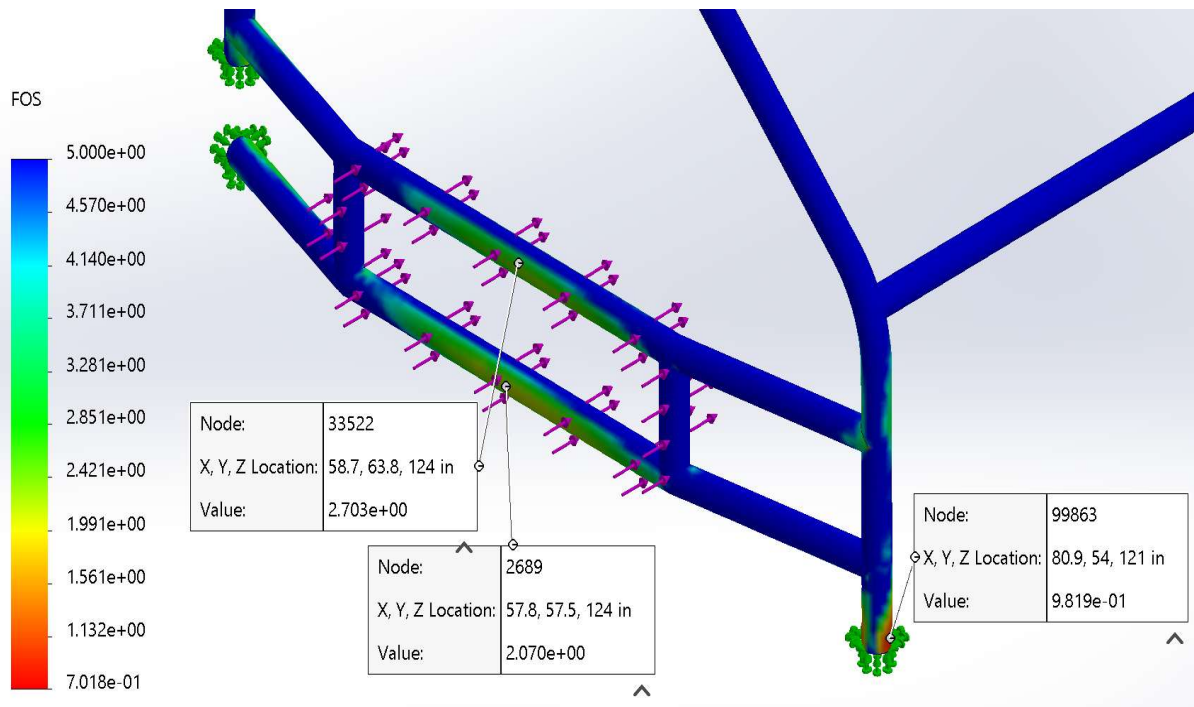 FOS
5.000e+00
4.570e+00
4.140e+00
3.711e+00
3.281e+00
2.851e+00
2.421e+00
1.991e+00
1.561e+00
1.132e+00
7.018e-01
Node: 33522
X, Y, Z Location: 58.7, 63.8, 124 in
Value: 2.703e+00
Node: 2689
X, Y, Z Location: 57.8, 57.5, 124 in
Value: 2.070e+00
Node: 99863
X, Y, Z Location: 80.9, 54, 121 in
Value: 9.819e-01